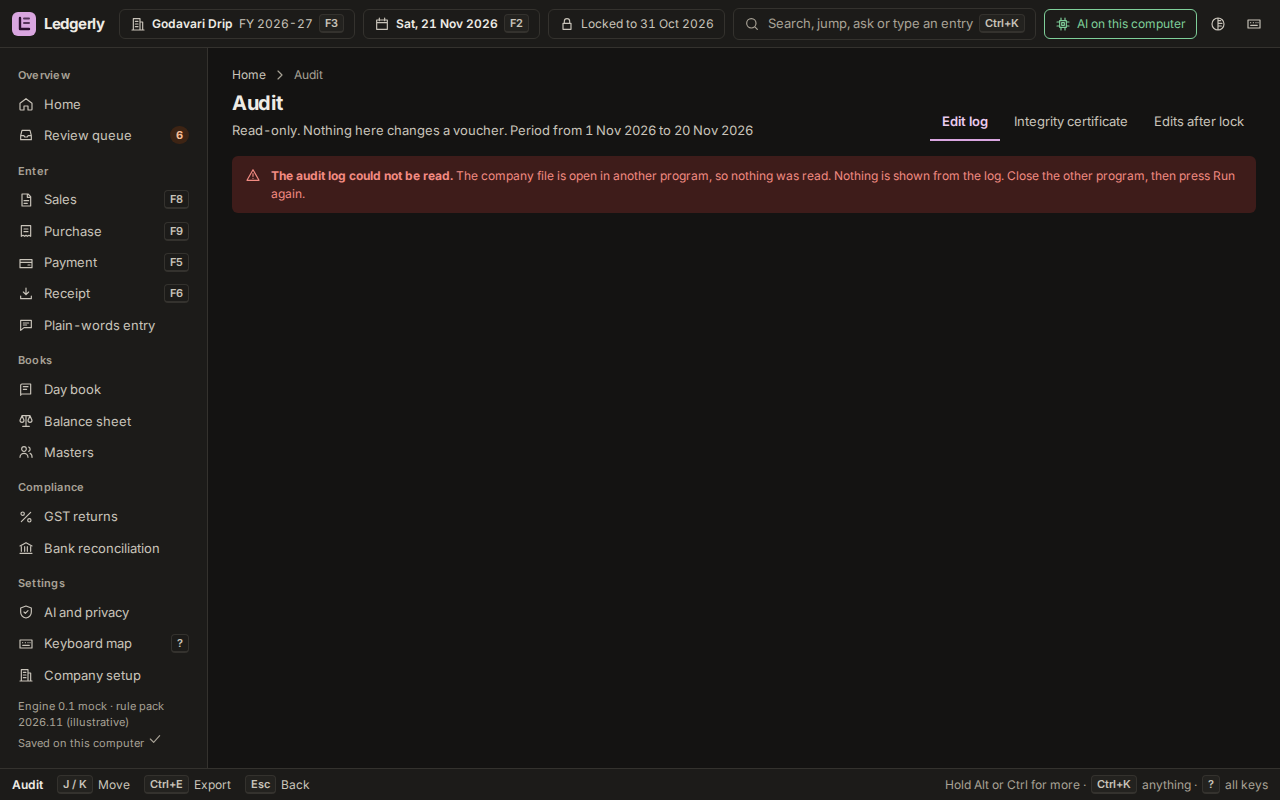 Ledgerly
Godavari Drip FY 2026-27 F3
Sat, 21 Nov 2026 F2
Locked to 31 Oct 2026
Search, jump, ask or type an entry Ctrl+K
AI on this computer
Overview
Home
Review queue 6
Enter
Sales F8
Purchase F9
Payment F5
Receipt F6
Plain-words entry
Books
Day book
Balance sheet
Masters
Compliance
GST returns
Bank reconciliation
Settings
AI and privacy
Keyboard map ?
Company setup
Engine 0.1 mock · rule pack
2026.11 (illustrative)
Saved on this computer
Home > Audit
Audit
Read-only. Nothing here changes a voucher. Period from 1 Nov 2026 to 20 Nov 2026
Edit log Integrity certificate Edits after lock
The audit log could not be read. The company file is open in another program, so nothing was read. Nothing is shown from the log. Close the other program, then press Run
again.
Audit J / K Move Ctrl+E Export Esc Back
Hold Alt or Ctrl for more · Ctrl+K anything · ? all keys